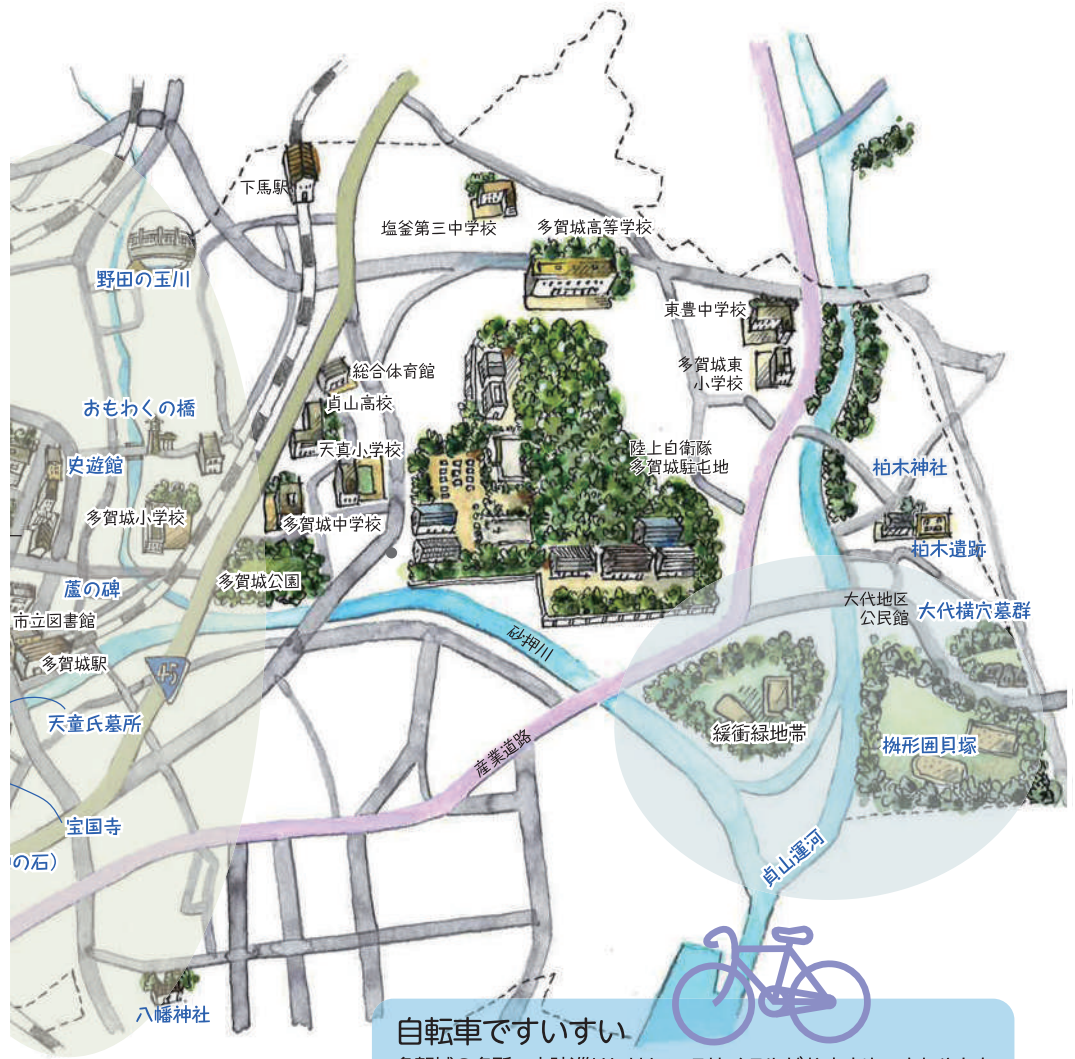 下馬駅
塩釜第三中学校
多賀城高等学校
野田の玉川
東豊中学校
多賀城東
小学校
総合体育館
貞山高校
おもわくの橋
天真小学校
陸上自衛隊
多賀城駐屯地
史遊館
柏木神社
多賀城小学校
多賀城中学校
柏木遺跡
多賀城公園
蘆の碑
大代地区
公民館
大代横穴墓群
市立図書館
砂押川
多賀城駅
45
天童氏墓所
緩衝緑地帯
桝形囲貝塚
産業道路
宝国寺
の石）
貞山運河
八幡神社
自転車ですいすい